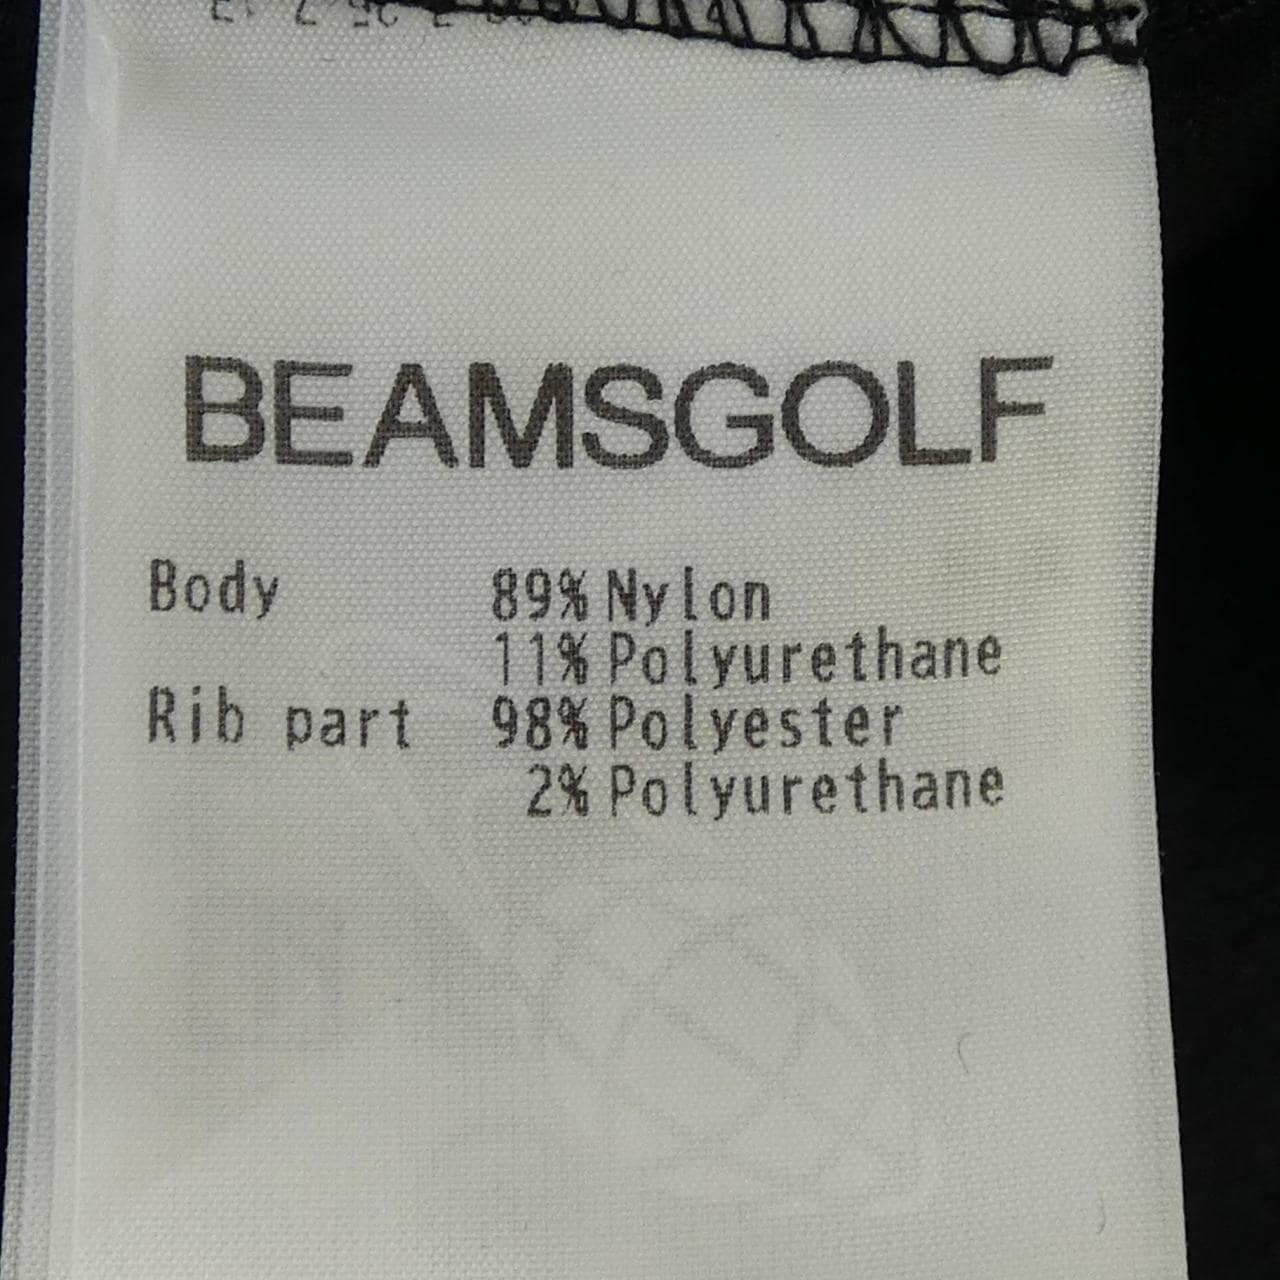 BEAMSGOLF
Body 89% Nylon
11% Polyurethane
Rib part 98% Polyester
2% Polyurethane